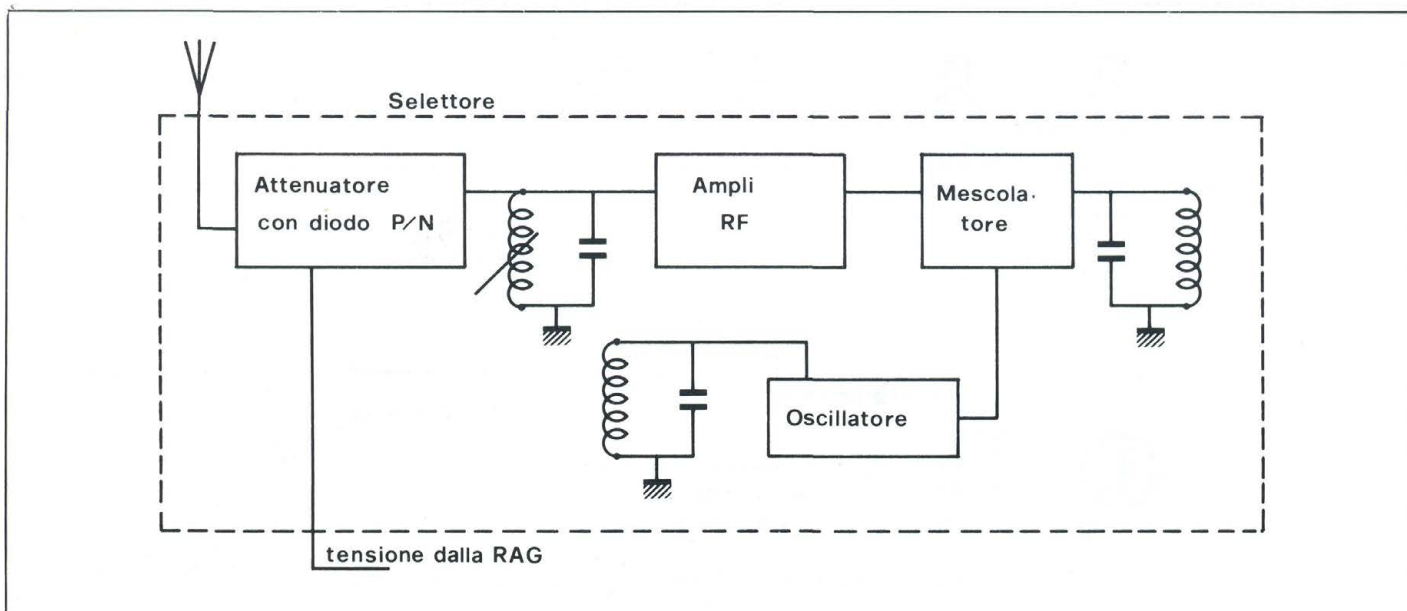 Selettore
Attenuatore
con diodo P/N
Ampli
RF
Mescola-
tore
Oscillatore
tensione dalla RAG